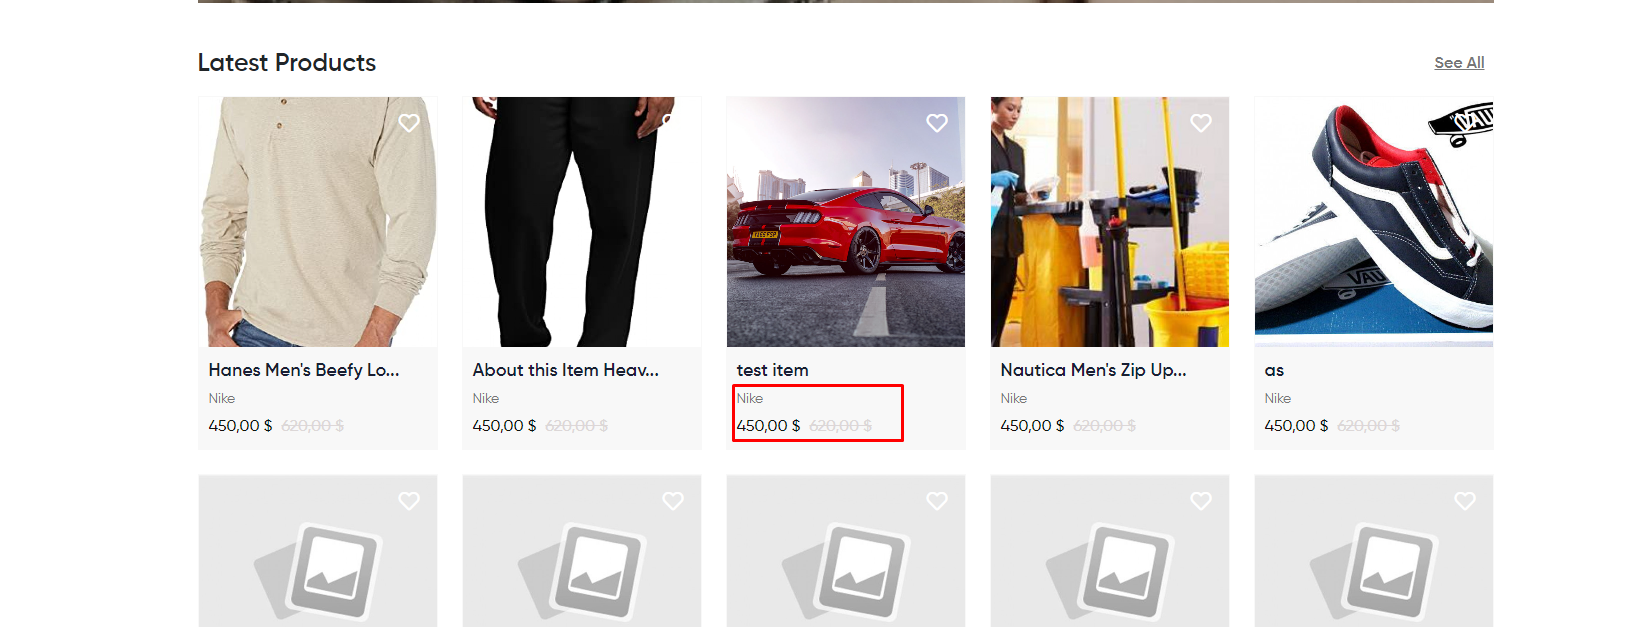 Latest Products
See All
Hanes Men's Beefy Lo...
About this Item Heav...
test item
Nautica Men's Zip Up...
as
Nike
Nike
Nike
Nike
Nike
450,00 $ 620,00 $
450,00 $ 620,00 $
450,00 $ 620,00 $
450,00 $ 620,00 $
450,00 $ 620,00 $